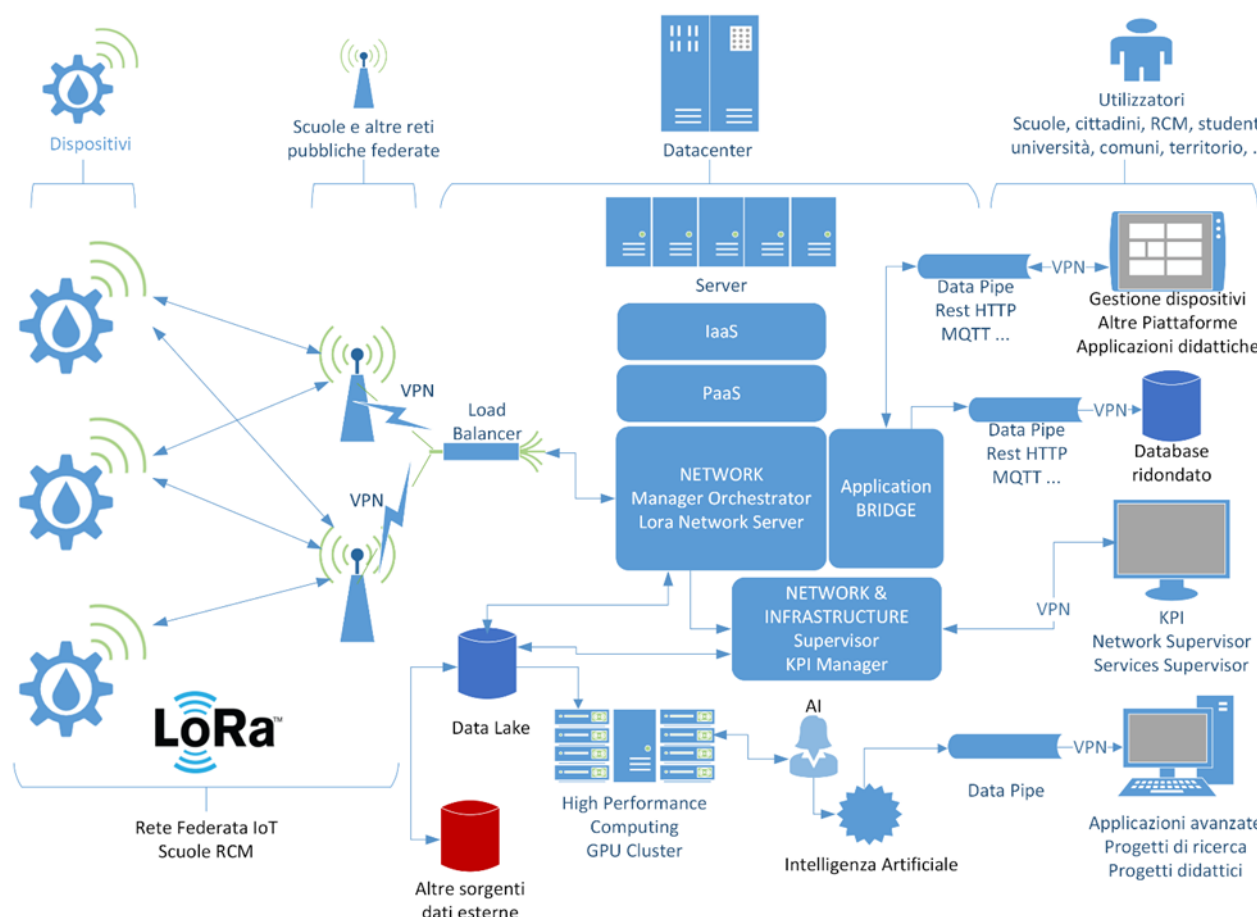 Dispositivi
Scuole e altre reti
pubbliche federate
Datacenter
Utilizzatori
Scuole, cittadini, RCM, student
università, comuni, territorio, ..
Server
IaaS
PaaS
NETWORK
Manager Orchestrator
Lora Network Server
Application
BRIDGE
NETWORK &
INFRASTRUCTURE
Supervisor
KPI Manager
VPN
VPN
Load
Balancer
Data Pipe
Rest HTTP
MQTT ...
VPN
Gestione dispositivi
Altre Piattaforme
Applicazioni didattiche
Data Pipe
Rest HTTP
MQTT ...
VPN
Database
ridondato
VPN
KPI
Network Supervisor
Services Supervisor
Data Lake
LoRa™
Rete Federata IoT
Scuole RCM
Altre sorgenti
dati esterne
High Performance
Computing
GPU Cluster
AI
Intelligenza Artificiale
Data Pipe
VPN
Applicazioni avanzate
Progetti di ricerca
Progetti didattici